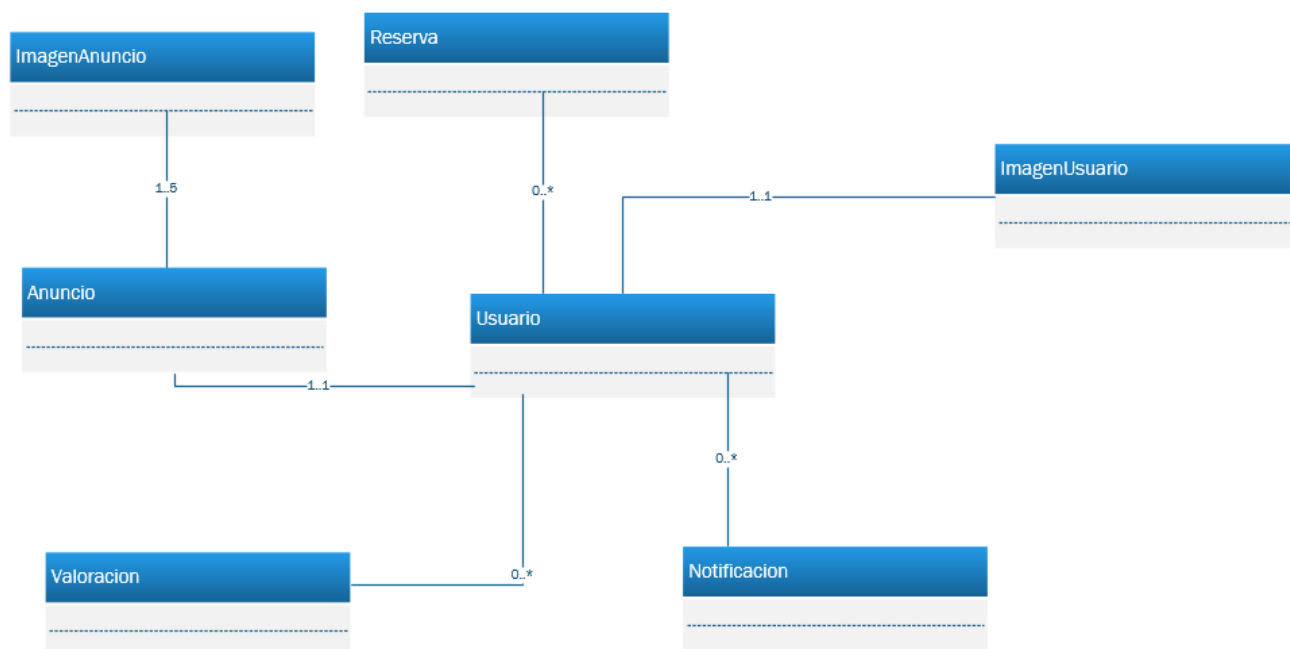 Reserva
ImagenAnuncio
ImagenUsuario
1..5
0..*
1..1
Anuncio
Usuario
1..1
0..*
Valoracion
0..*
Notificacion